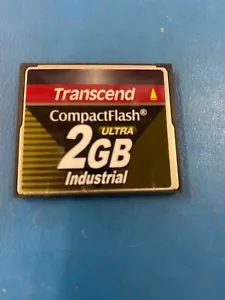 Transcend
CompactFlash®
ULTRA
2GB
Industrial